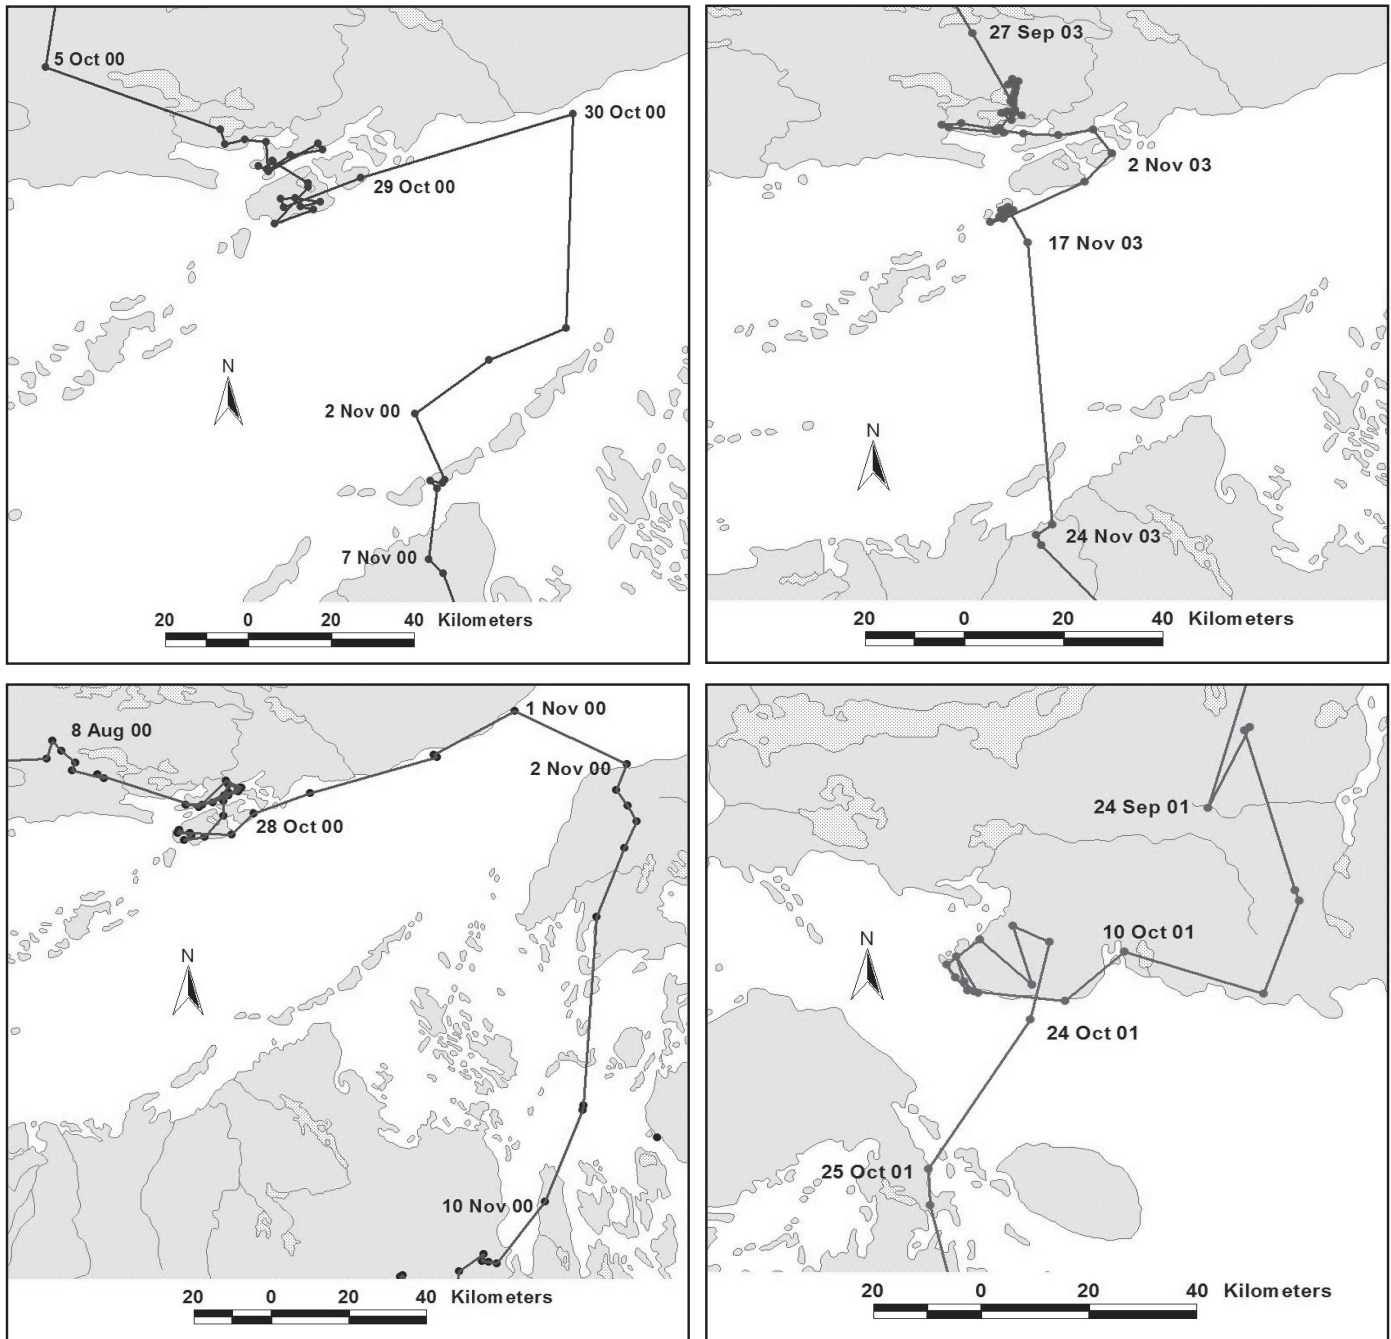 5 Oct 00
30 Oct 00
29 Oct 00
N
2 Nov 00
7 Nov 00
20 0 20 40 Kilometers
27 Sep 03
2 Nov 03
17 Nov 03
N
24 Nov 03
20 0 20 40 Kilometers
8 Aug 00
1 Nov 00
2 Nov 00
28 Oct 00
N
10 Nov 00
20 0 20 40 Kilometers
24 Sep 01
10 Oct 01
N
24 Oct 01
25 Oct 01
20 0 20 40 Kilometers